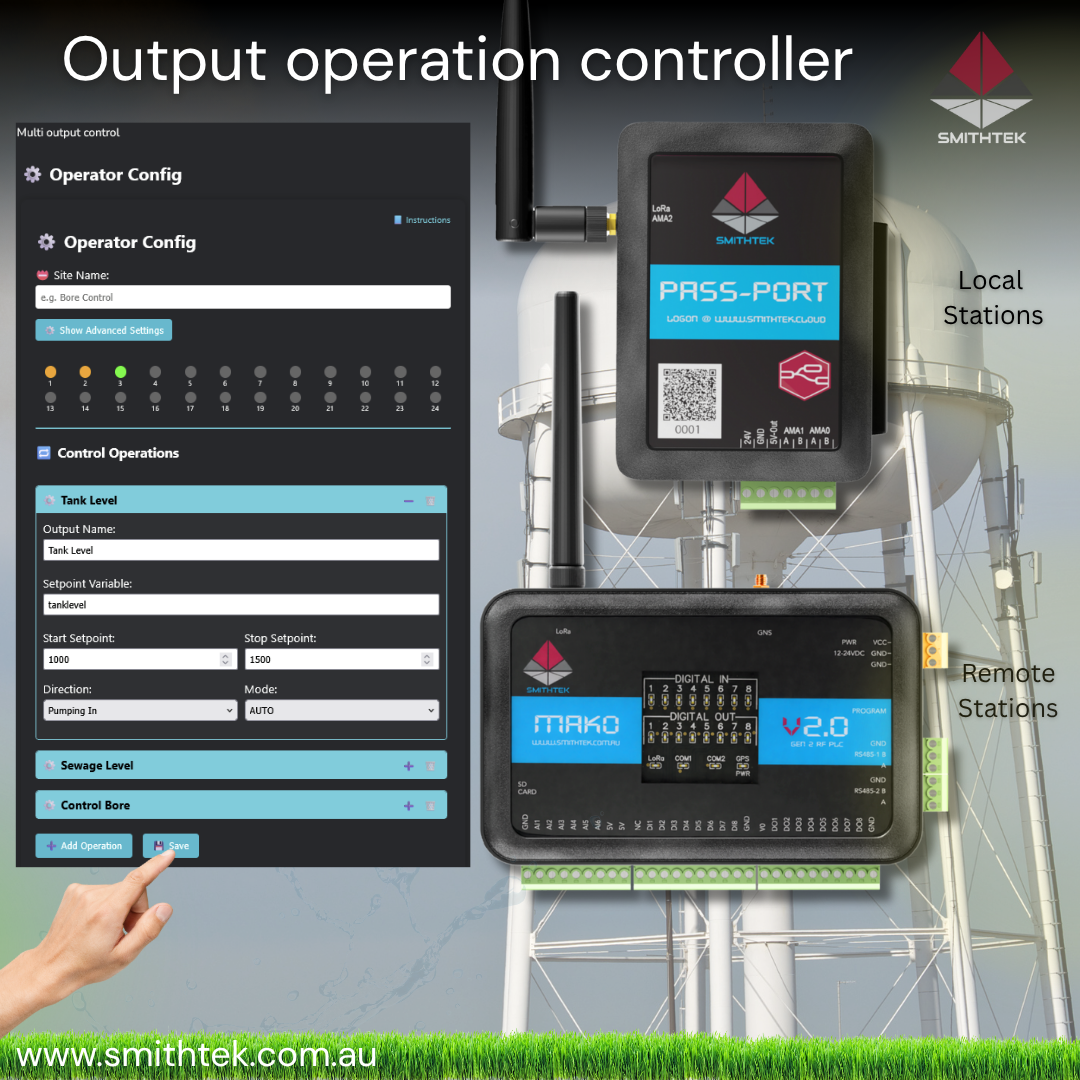 Output operation controller
SMITHTEK
Multi output control
Operator Config
Instructions
Operator Config
Site Name:
e.g. Bore Control
Show Advanced Settings
1 2 3 4 5 6 7 8 9 10 11 12
13 14 15 16 17 18 19 20 21 22 23 24
Control Operations
Tank Level
Output Name:
Tank Level
Setpoint Variable:
tanklevel
Start Setpoint: Stop Setpoint:
1000 1500
Direction: Mode:
Pumping In AUTO
Sewage Level
Control Bore
Add Operation Save
LoRa
AMA2
SMITHTEK
PASS-PORT
LOGON @ WWW.SMITHTEK.CLOUD
0001
24V GND 5V-Out AMA1 AMA0
A B A B
Local
Stations
LoRa GNS
PWR VCC
12-24VDC GND
GND
SMITHTEK
DIGITAL IN
1 2 3 4 5 6 7 8
DIGITAL OUT
1 2 3 4 5 6 7 8
LoRa COM1 COM2 GPS
PWR
MAKO
WWW.SMITHTEK.COM.AU
PROGRAM
V2.0
GEN 2 RF PLC
GND
RS485-1 B
A
GND
RS485-2 B
A
SD
CARD
GND AI1 AI2 AI3 AI4 AI5 AI6 5V 5V NC DI1 DI2 DI3 DI4 DI5 DI6 DI7 DI8 GND V0 DO1 DO2 DO3 DO4 DO5 DO6 DO7 DO8 GND
Remote
Stations
www.smithtek.com.au